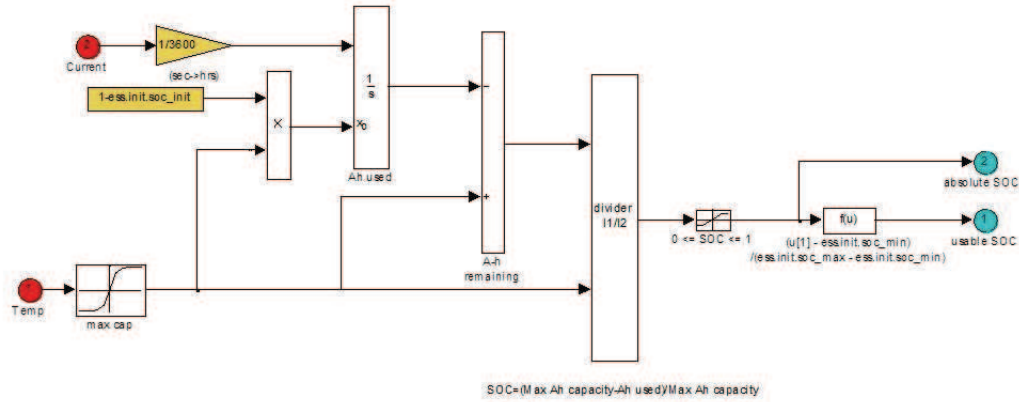 2
Current
1/3600
(sec->hrs)
1-ess.init.soc_init
×
1
s
x0
Ah used
−
+
A-h
remaining
1
Temp
max cap
divider
I1/I2
0 <= SOC <= 1
2
absolute SOC
f(u)
1
usable SOC
(u[1] - ess.init.soc_min)
/(ess.init.soc_max - ess.init.soc_min)
SOC=(Max Ah capacity-Ah used)/Max Ah capacity